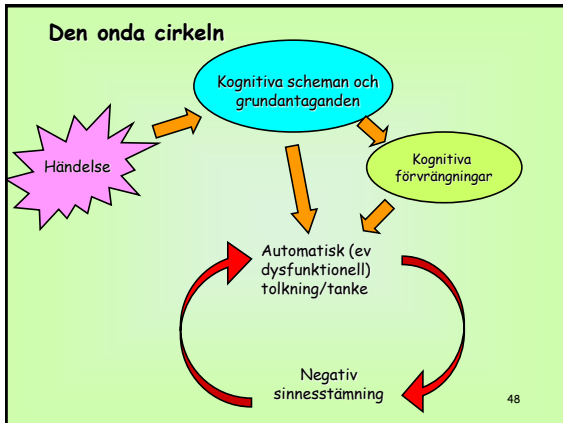 Den onda cirkeln
Kognitiva scheman och
grundantaganden
Händelse
Kognitiva
förvrängningar
Automatisk (ev
dysfunktionell)
tolkning/tanke
Negativ
sinnesstämning
48